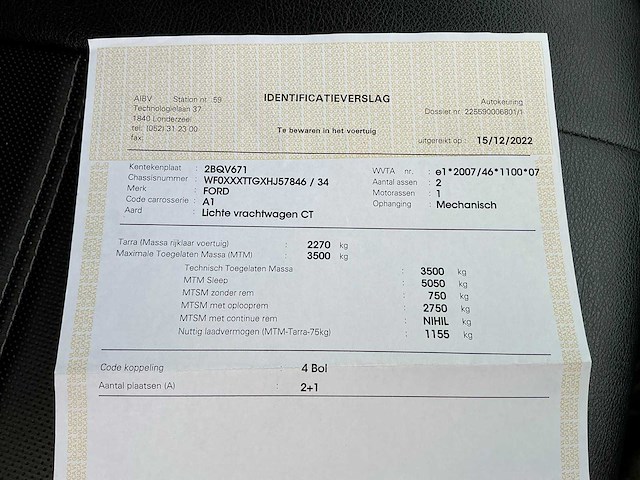 AIBV Station nr. 59
Technologielaan 37
1840 Londerzeel
tel: (052) 31 23 00
fax:
IDENTIFICATIEVERSLAG
Te bewaren in het voertuig
Autokeuring
Dossier nr. 225590006801/1
uitgereikt op : 15/12/2022
Kentekenplaat : 2BQV671
Chassisnummer : WF0XXXTTGXHJ57846 / 34
Merk : FORD
Code carrosserie : A1
Aard : Lichte vrachtwagen CT
WVTA nr. : e1*2007/46*1100*07
Aantal assen : 2
Motorassen : 1
Ophanging : Mechanisch
Tarra (Massa rijklaar voertuig) : 2270 kg
Maximale Toegelaten Massa (MTM) : 3500 kg
Technisch Toegelaten Massa : 3500 kg
MTM Sleep : 5050 kg
MTSM zonder rem : 750 kg
MTSM met oplooprem : 2750 kg
MTSM met continue rem : NIHIL kg
Nuttig laadvermogen (MTM-Tarra-75kg) : 1155 kg
Code koppeling : 4 Bol
Aantal plaatsen (A) : 2+1